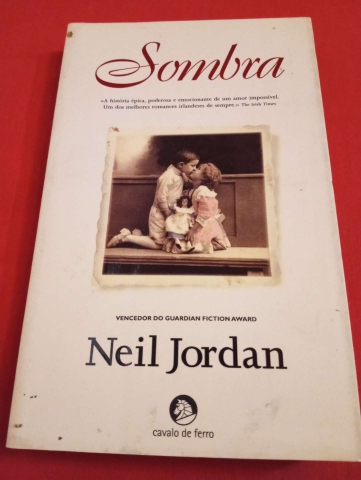 Sombra
«A história épica, poderosa e emocionante de um amor impossível.
Um dos melhores romances irlandeses de sempre.» The Irish Times
VENCEDOR DO GUARDIAN FICTION AWARD
Neil Jordan
cavalo de ferro